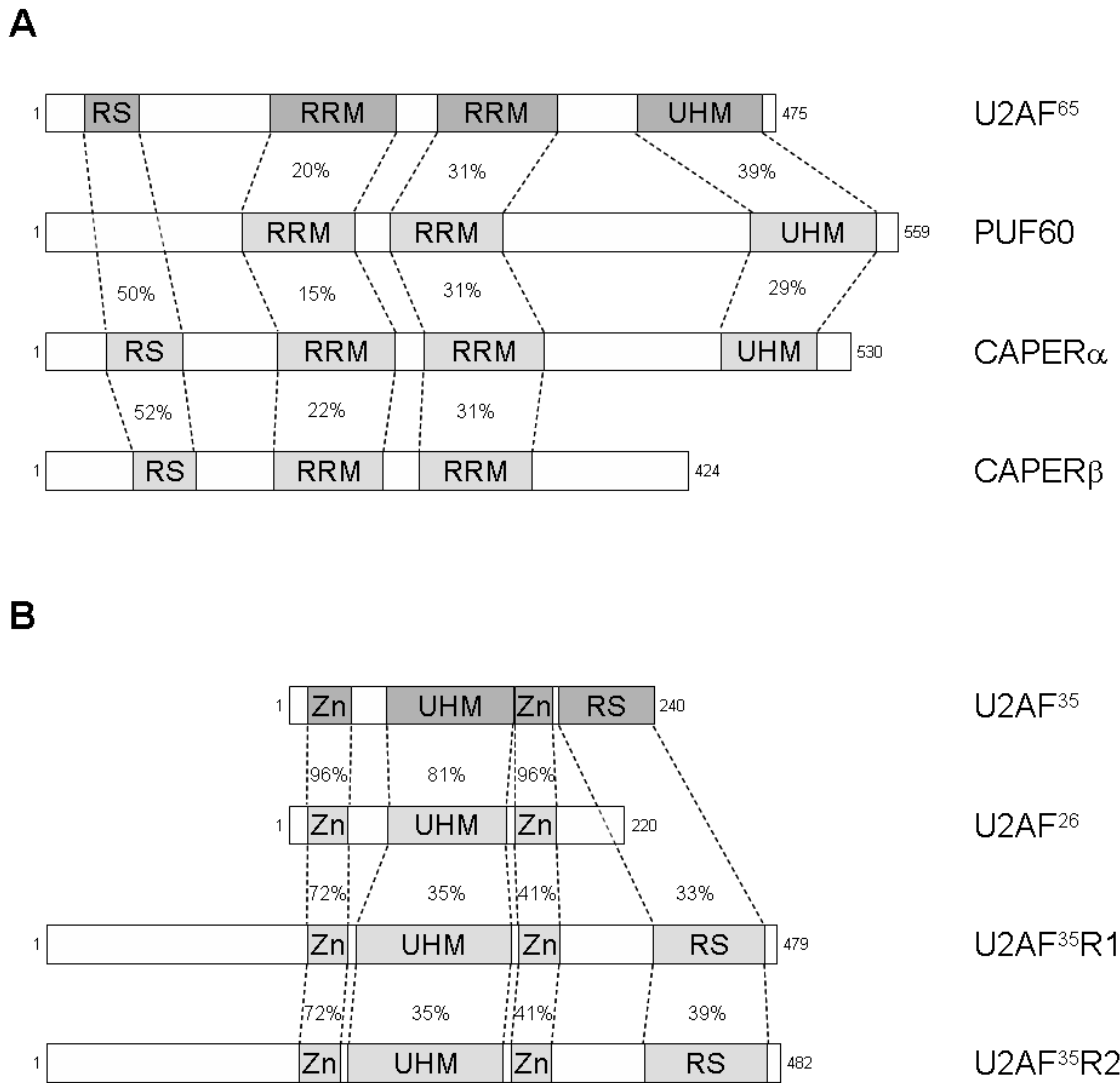 A
1 RS RRM RRM UHM 475 U2AF⁶⁵
20% 31% 39%
1 RRM RRM UHM 559 PUF60
50% 15% 31% 29%
1 RS RRM RRM UHM 530 CAPERα
52% 22% 31%
1 RS RRM RRM 424 CAPERβ
B
1 Zn UHM Zn RS 240 U2AF³⁵
96% 81% 96%
1 Zn UHM Zn 220 U2AF²⁶
72% 35% 41% 33%
1 Zn UHM Zn RS 479 U2AF³⁵R1
72% 35% 41% 39%
1 Zn UHM Zn RS 482 U2AF³⁵R2